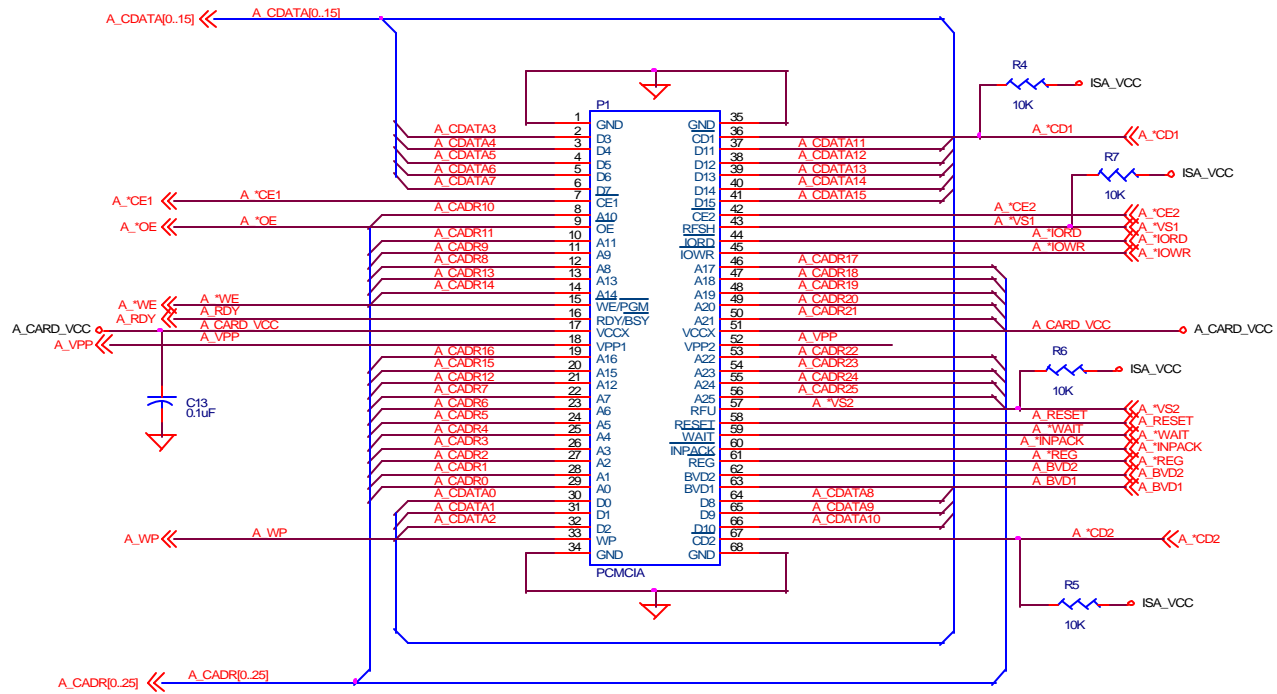 A_CDATA[0..15] A_CDATA[0..15]
R4
ISA_VCC
10K
P1
1 GND GND 35
A_CDATA3 2 D3 CD1 36 A_*CD1 A_*CD1
A_CDATA4 3 D4 D11 37 A_CDATA11
A_CDATA5 4 D5 D12 38 A_CDATA12
R7
A_CDATA6 5 D6 D13 39 A_CDATA13
ISA_VCC
A_CDATA7 6 D7 D14 40 A_CDATA14
10K
A_*CE1 A_*CE1 7 CE1 D15 41 A_CDATA15
A_CADR10 8 A10 CE2 42 A_*CE2 A_*CE2
A_*OE A_*OE 9 OE RFSH 43 A_*VS1 A_*VS1
A_CADR11 10 A11 IORD 44 A_*IORD A_*IORD
A_CADR9 11 A9 IOWR 45 A_*IOWR A_*IOWR
A_CADR8 12 A8 A17 46 A_CADR17
A_CADR13 13 A13 A18 47 A_CADR18
A_CADR14 14 A14 A19 48 A_CADR19
A_*WE A_*WE 15 WE/PGM A20 49 A_CADR20
A_RDY A_RDY 16 RDY/BSY A21 50 A_CADR21
A_CARD_VCC A_CARD_VCC 17 VCCX VCCX 51 A_CARD_VCC A_CARD_VCC
A_VPP A_VPP 18 VPP1 VPP2 52 A_VPP
A_CADR16 19 A16 A22 53 A_CADR22
R6
A_CADR15 20 A15 A23 54 A_CADR23
ISA_VCC
A_CADR12 21 A12 A24 55 A_CADR24
10K
A_CADR7 22 A7 A25 56 A_CADR25
C13
0.1uF
A_CADR6 23 A6 RFU 57 A_*VS2 A_*VS2
A_CADR5 24 A5 RESET 58 A_RESET A_RESET
A_CADR4 25 A4 WAIT 59 A_*WAIT A_*WAIT
A_CADR3 26 A3 INPACK 60 A_*INPACK A_*INPACK
A_CADR2 27 A2 REG 61 A_*REG A_*REG
A_CADR1 28 A1 BVD2 62 A_BVD2 A_BVD2
A_CADR0 29 A0 BVD1 63 A_BVD1 A_BVD1
A_CDATA0 30 D0 D8 64 A_CDATA8
A_CDATA1 31 D1 D9 65 A_CDATA9
A_CDATA2 32 D2 D10 66 A_CDATA10
A_WP A_WP 33 WP CD2 67 A_*CD2 A_*CD2
34 GND GND 68
PCMCIA
R5
ISA_VCC
10K
A_CADR[0..25] A_CADR[0..25]